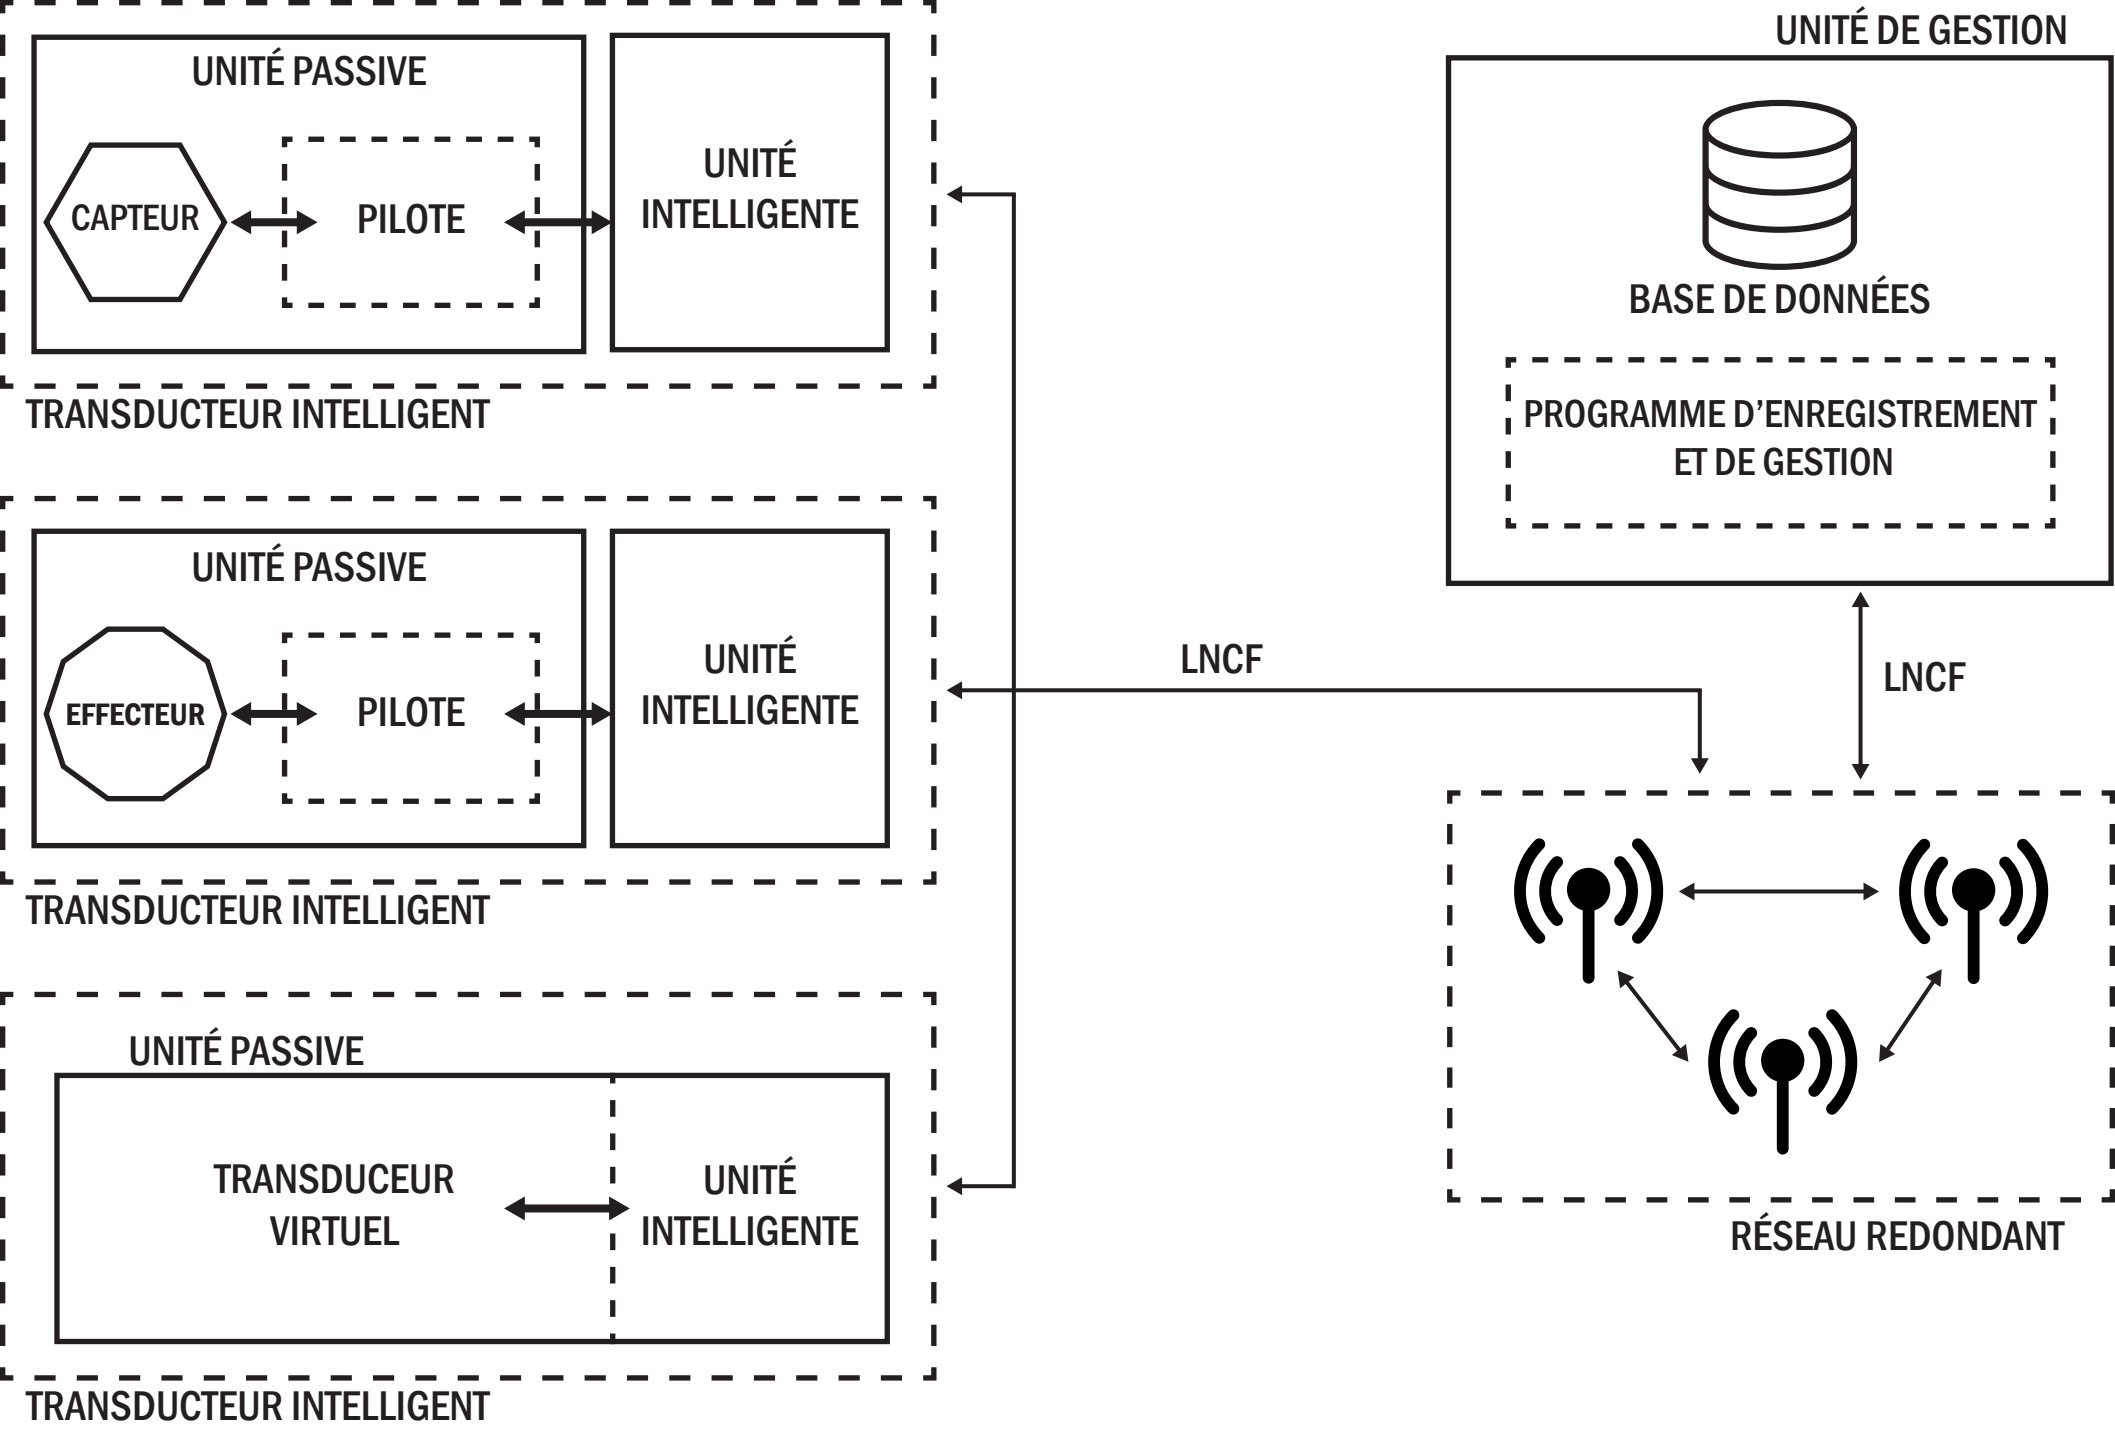 UNITÉ PASSIVE
CAPTEUR
PILOTE
UNITÉ
INTELLIGENTE
TRANSDUCTEUR INTELLIGENT
UNITÉ PASSIVE
EFFECTEUR
PILOTE
UNITÉ
INTELLIGENTE
TRANSDUCTEUR INTELLIGENT
UNITÉ PASSIVE
TRANSDUCEUR
VIRTUEL
UNITÉ
INTELLIGENTE
TRANSDUCTEUR INTELLIGENT
LNCF
UNITÉ DE GESTION
BASE DE DONNÉES
PROGRAMME D’ENREGISTREMENT
ET DE GESTION
LNCF
RÉSEAU REDONDANT